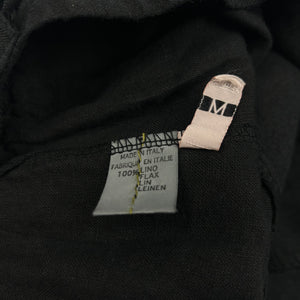 M
MADE IN ITALY
FABRIQUÉ EN ITALIE
100% LINO
FLAX
LIN
LEINEN